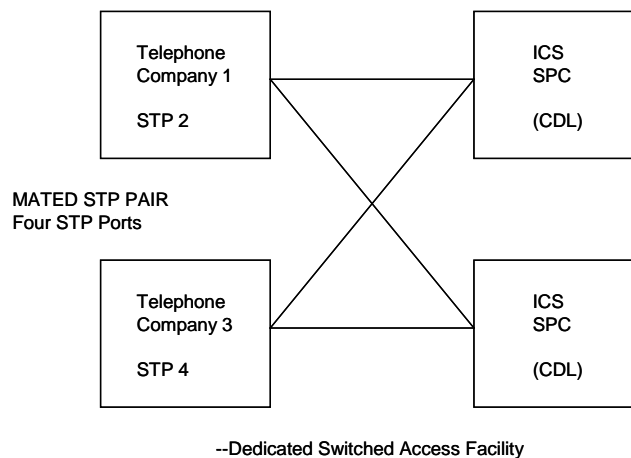 Telephone
Company 1
STP 2
ICS
SPC
(CDL)
MATED STP PAIR
Four STP Ports
Telephone
Company 3
STP 4
ICS
SPC
(CDL)
--Dedicated Switched Access Facility